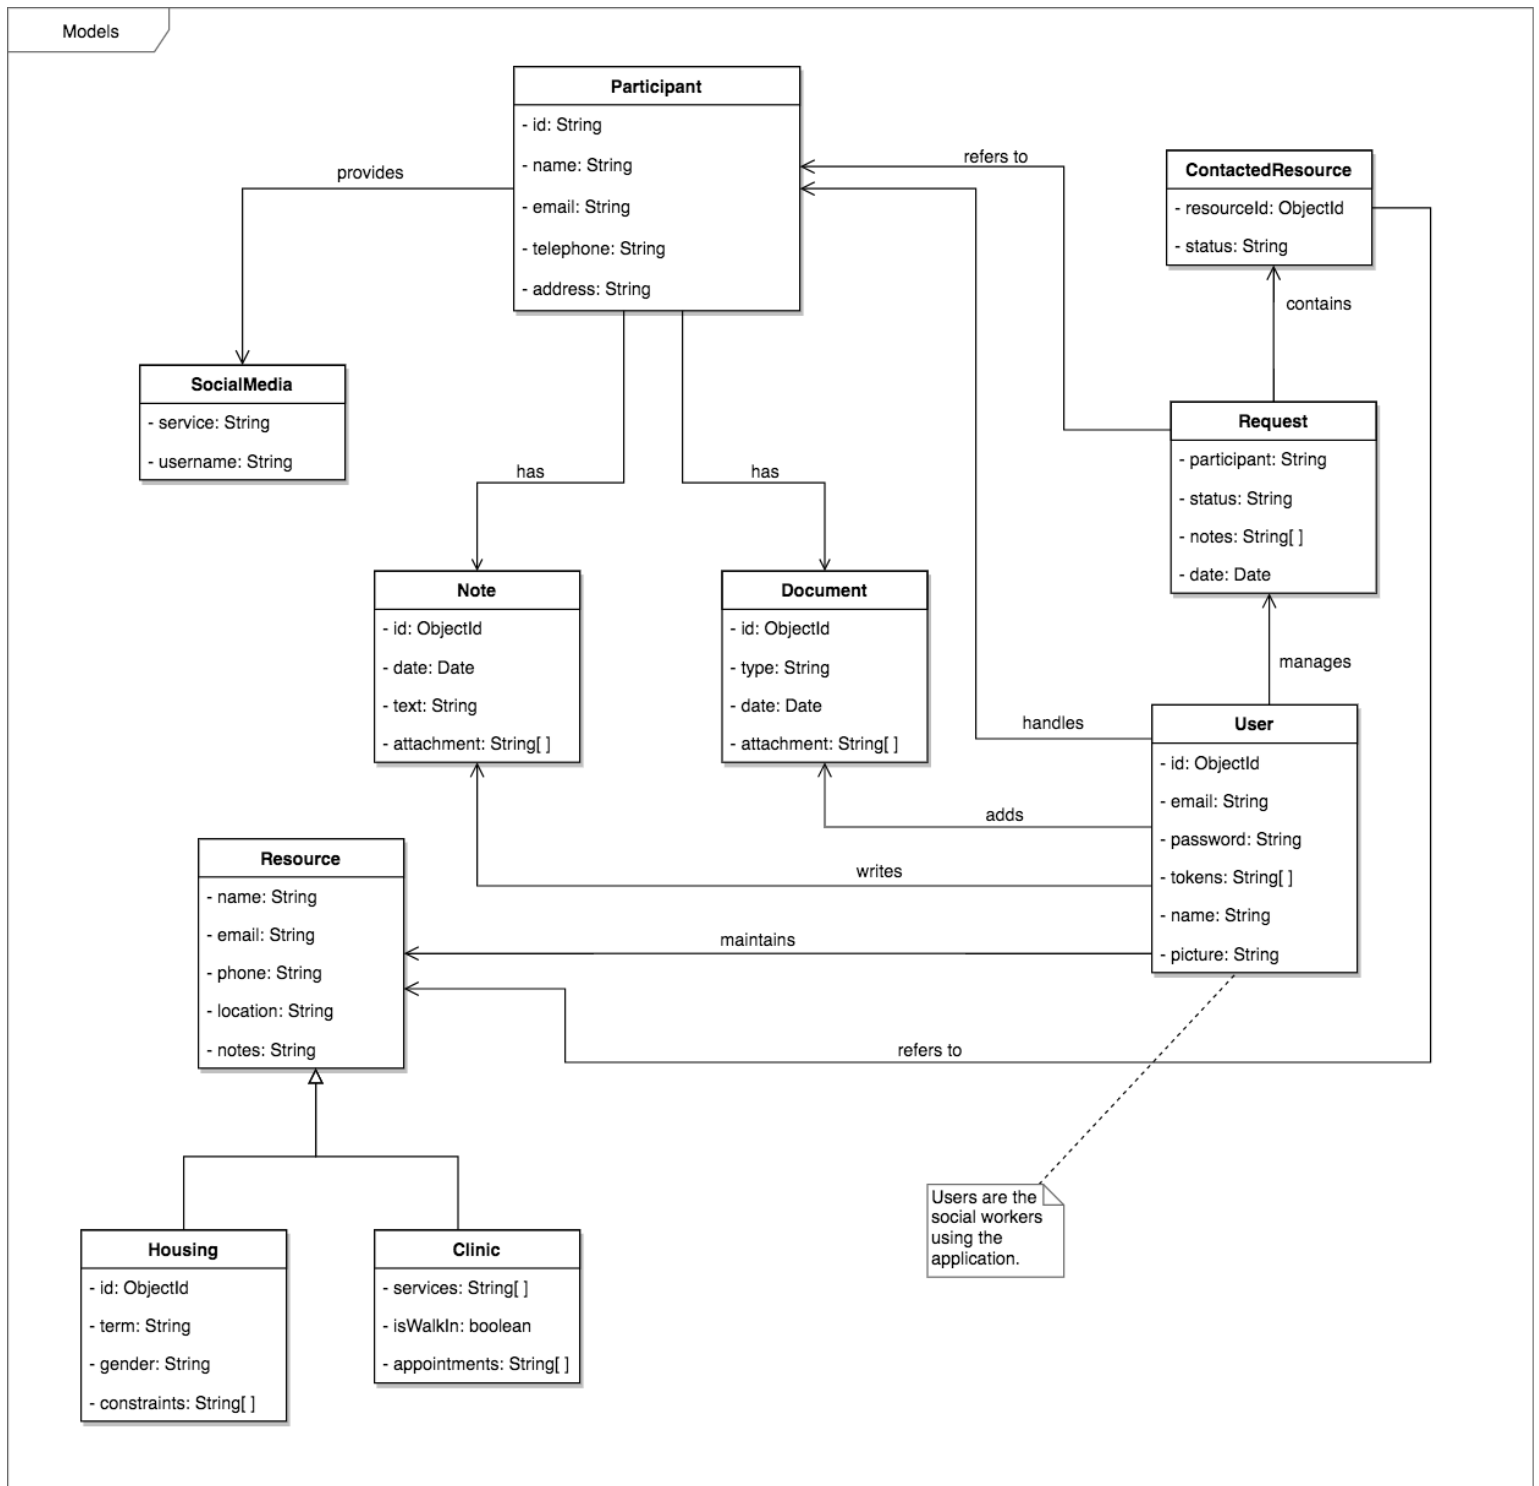 Models
Participant
- id: String
- name: String
- email: String
- telephone: String
- address: String
provides
refers to
ContactedResource
- resourceId: ObjectId
- status: String
contains
SocialMedia
- service: String
- username: String
Request
- participant: String
- status: String
- notes: String[ ]
- date: Date
has
has
Note
- id: ObjectId
- date: Date
- text: String
- attachment: String[ ]
Document
- id: ObjectId
- type: String
- date: Date
- attachment: String[ ]
manages
handles
User
- id: ObjectId
- email: String
- password: String
- tokens: String[ ]
- name: String
- picture: String
adds
writes
maintains
refers to
Resource
- name: String
- email: String
- phone: String
- location: String
- notes: String
Users are the
social workers
using the
application.
Housing
- id: ObjectId
- term: String
- gender: String
- constraints: String[ ]
Clinic
- services: String[ ]
- isWalkIn: boolean
- appointments: String[ ]